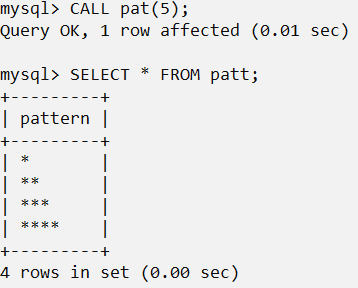 mysql> CALL pat(5);
Query OK, 1 row affected (0.01 sec)
mysql> SELECT * FROM patt;
+---------+
| pattern |
+---------+
| *       |
| **      |
| ***     |
| ****    |
+---------+
4 rows in set (0.00 sec)